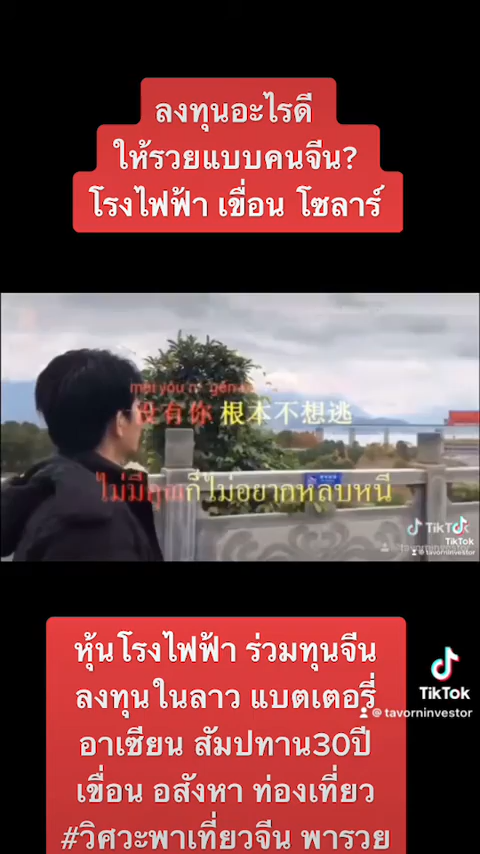 ลงทุนอะไรดี
ให้รวยแบบคนจีน?
โรงไฟฟ้า เขื่อน โซลาร์
没有你 根本不想逃
ไม่มีคุณก็ไม่อยากหลบหนี
TikTok
TikTok
@tavorninvestor
หุ้นโรงไฟฟ้า ร่วมทุนจีน
ลงทุนในลาว แบตเตอรี่
อาเซียน สัมปทาน30ปี
เขื่อน อสังหา ท่องเที่ยว
#วิศวะพาเที่ยวจีน พารวย
TikTok
@tavorninvestor